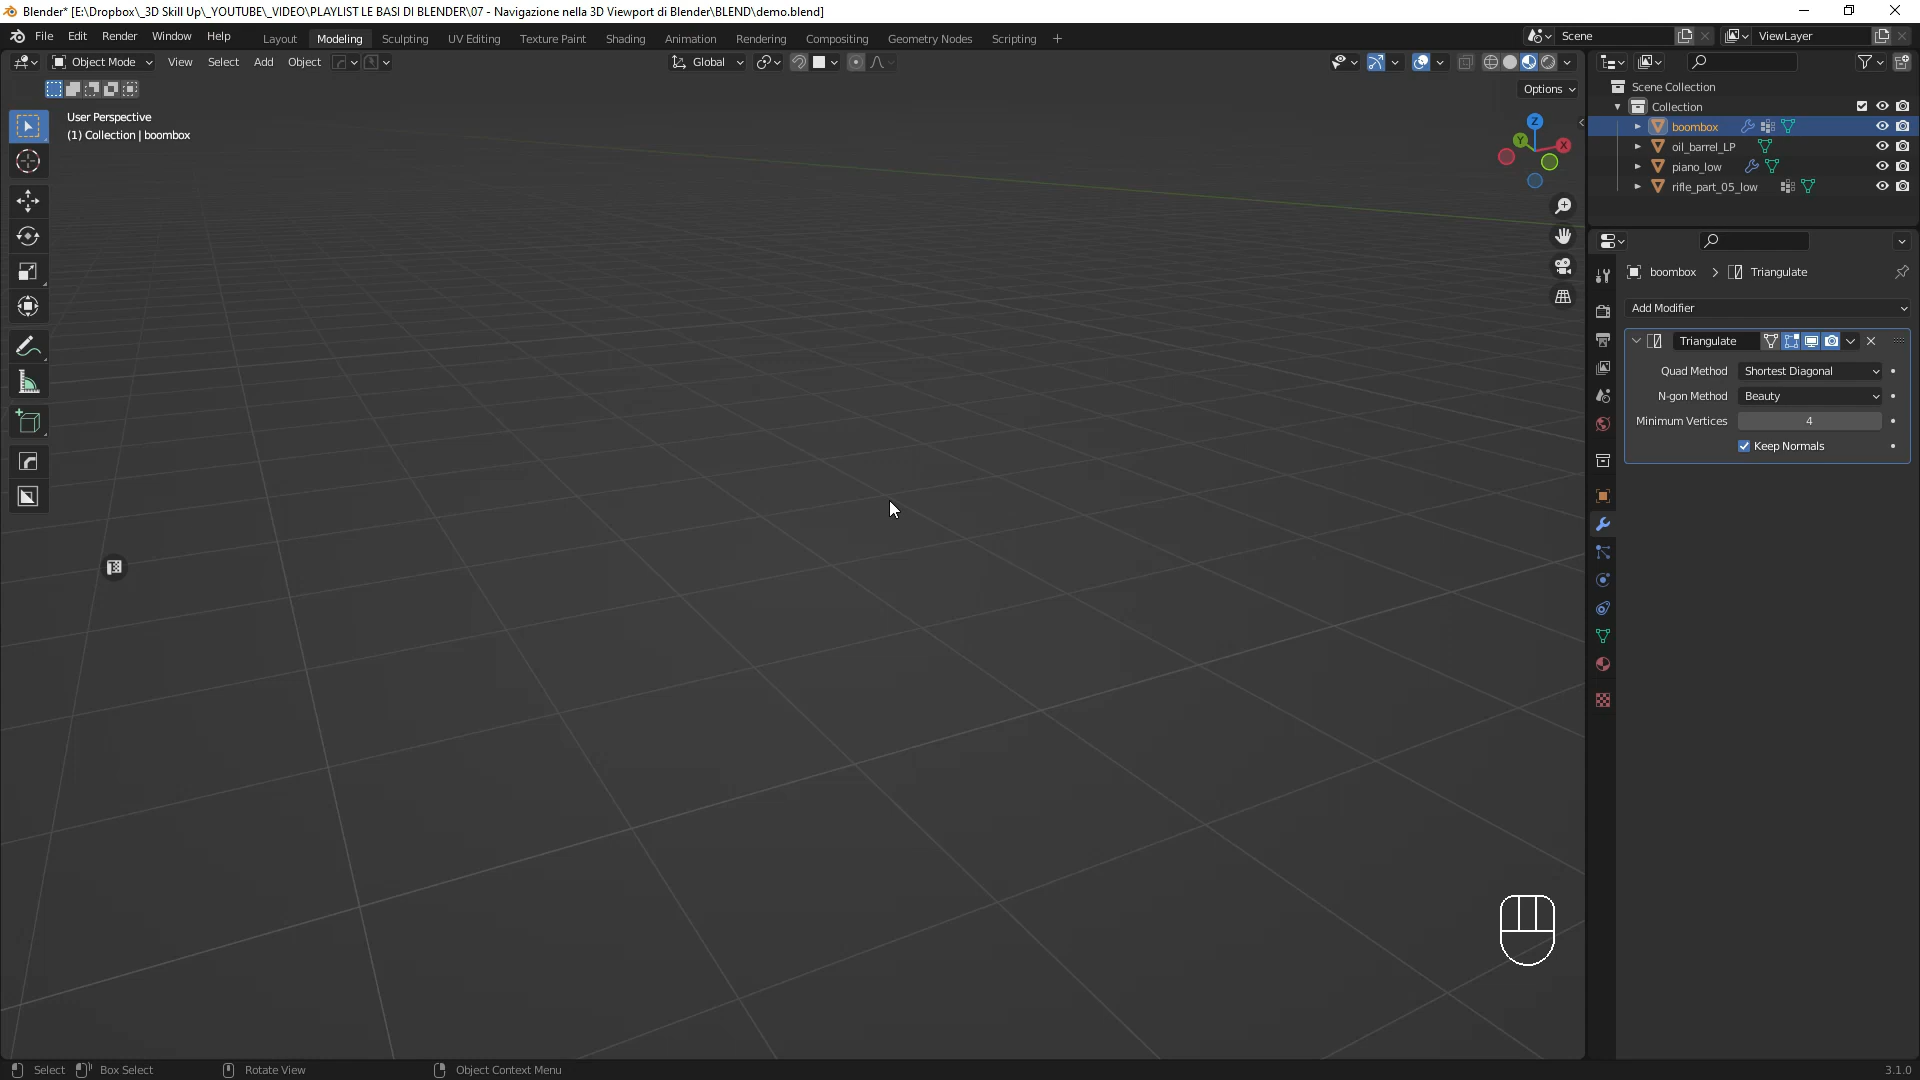 Blender* [E:\Dropbox\_3D Skill Up\_YOUTUBE\_VIDEO\PLAYLIST LE BASI DI BLENDER\07 - Navigazione nella 3D Viewport di Blender\BLEND\demo.blend]
File Edit Render Window Help Layout Modeling Sculpting UV Editing Texture Paint Shading Animation Rendering Compositing Geometry Nodes Scripting + Scene ViewLayer
Object Mode View Select Add Object Global
Options
User Perspective
(1) Collection | boombox
Z
Y
X
Scene Collection
Collection
boombox
oil_barrel_LP
piano_low
rifle_part_05_low
boombox > Triangulate
Add Modifier
Triangulate
Quad Method Shortest Diagonal
N-gon Method Beauty
Minimum Vertices 4
Keep Normals
Select Box Select Rotate View Object Context Menu 3.1.0